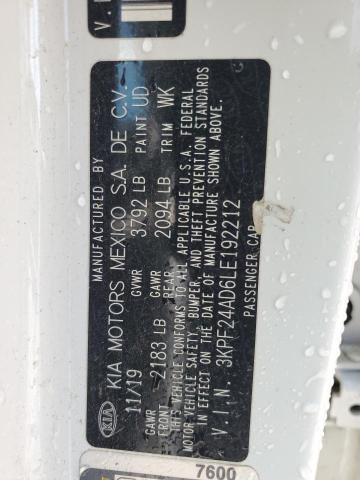 MANUFACTURED BY
KIA KIA MOTORS MEXICO S.A. DE C.V.
11/19 GVWR 3792 LB PAINT UD
GAWR FRONT 2183 LB GAWR REAR 2094 LB TRIM WK
THIS VEHICLE CONFORMS TO ALL APPLICABLE U.S.A. FEDERAL
MOTOR VEHICLE SAFETY, BUMPER, AND THEFT PREVENTION STANDARDS
IN EFFECT ON THE DATE OF MANUFACTURE SHOWN ABOVE.
V.I.N. 3KPF24AD6LE192212
PASSENGER CAR
7600